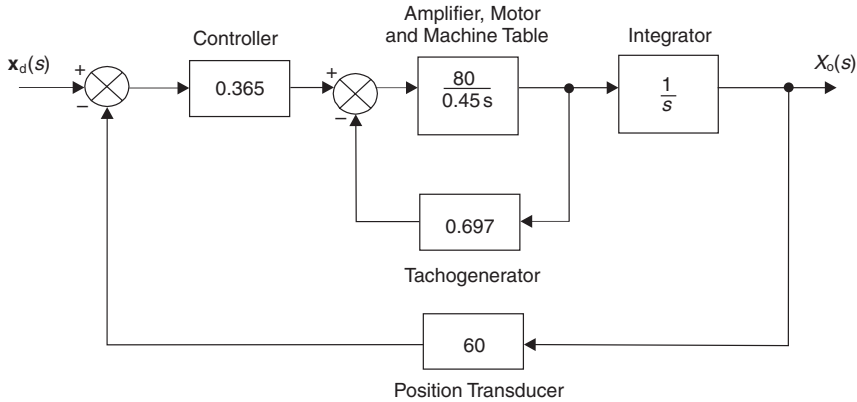 Amplifier, Motor
and Machine Table
Controller
Integrator
x_d(s)
X_o(s)
+
−
0.365
+
−
80
0.45 s
1
s
0.697
Tachogenerator
60
Position Transducer